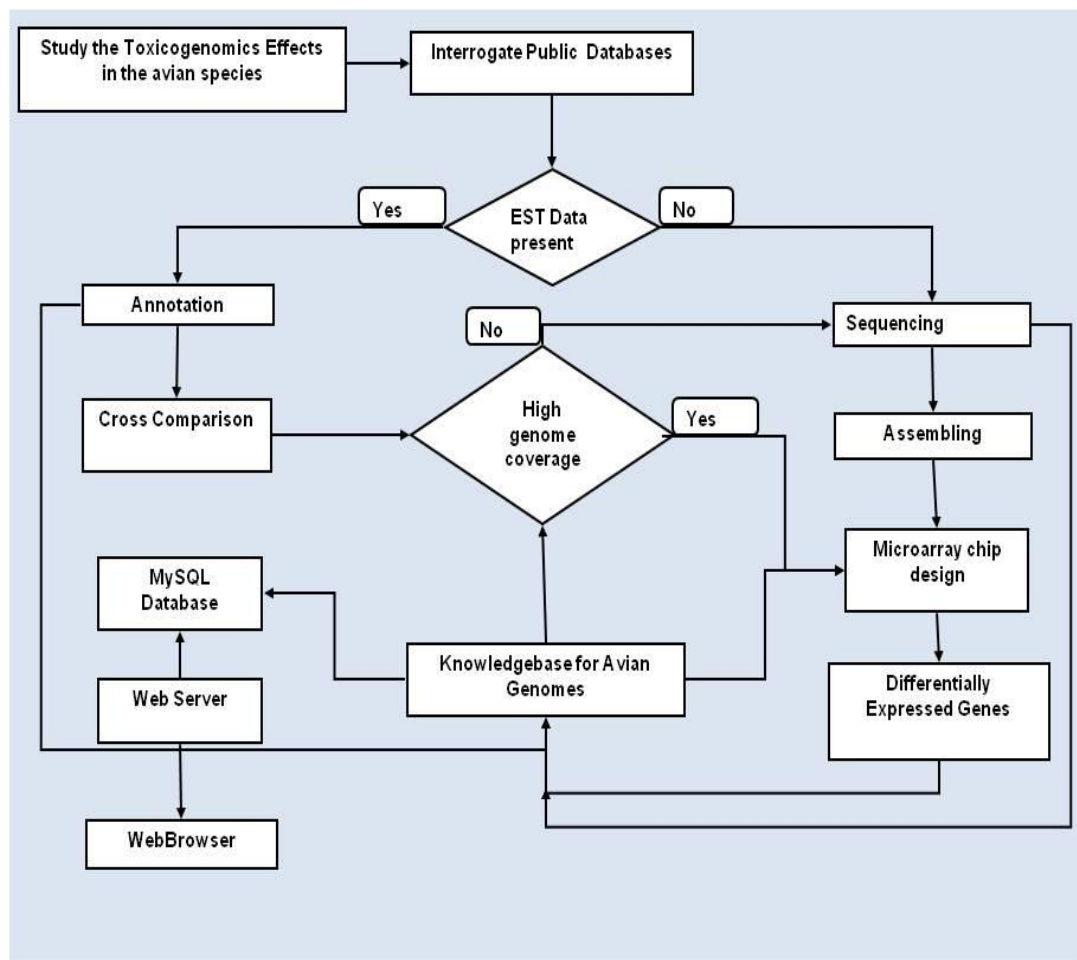 Study the Toxicogenomics Effects
in the avian species
Interrogate Public Databases
Yes
EST Data
present
No
Annotation
No
Sequencing
Cross Comparison
High
genome
coverage
Yes
Assembling
MySQL
Database
Microarray chip
design
Knowledgebase for Avian
Genomes
Web Server
Differentially
Expressed Genes
WebBrowser